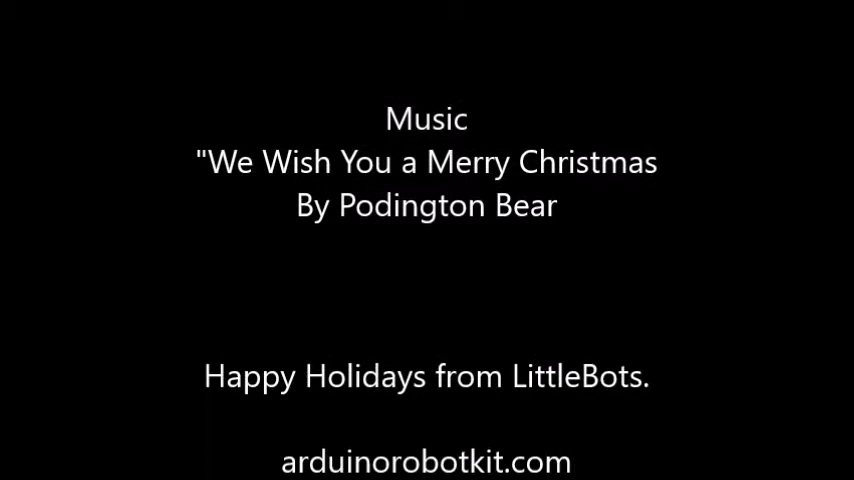 Music
"We Wish You a Merry Christmas
By Podington Bear
Happy Holidays from LittleBots.
arduinorobotkit.com